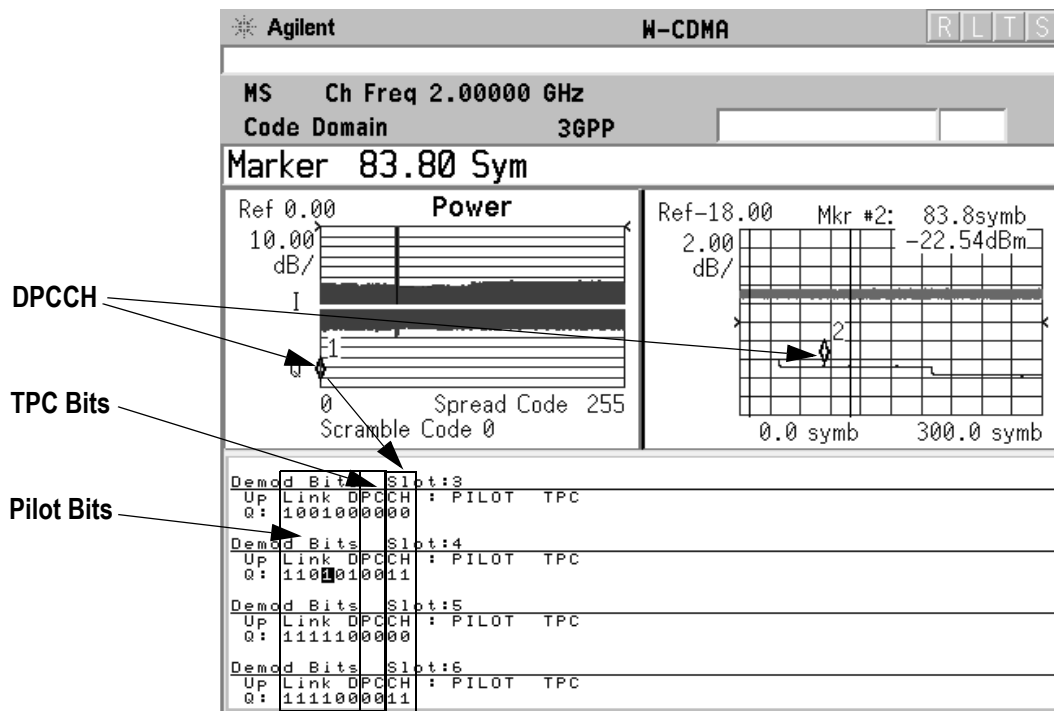 Agilent W-CDMA R L T S
MS Ch Freq 2.00000 GHz
Code Domain 3GPP
Marker 83.80 Sym
Ref 0.00 Power
10.00
dB/
I
1
Q
0 Spread Code 255
Scramble Code 0
Ref-18.00 Mkr #2: 83.8symb
2.00 -22.54dBm
dB/
2
0.0 symb 300.0 symb
DPCCH
TPC Bits
Pilot Bits
Demod Bits Slot:3
Up Link DPCCH : PILOT TPC
Q: 1001000000
Demod Bits Slot:4
Up Link DPCCH : PILOT TPC
Q: 1101010011
Demod Bits Slot:5
Up Link DPCCH : PILOT TPC
Q: 1111100000
Demod Bits Slot:6
Up Link DPCCH : PILOT TPC
Q: 1111000011